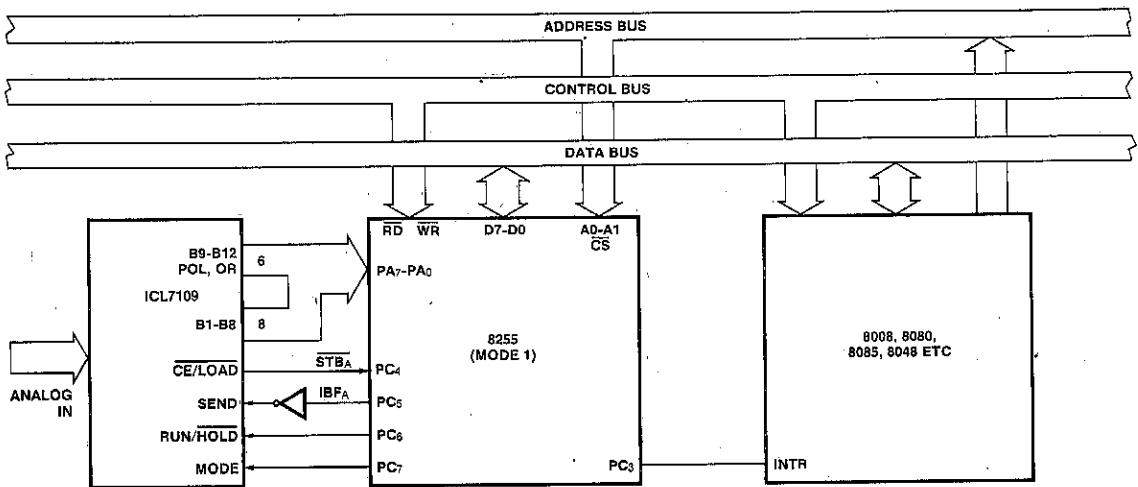 ADDRESS BUS
CONTROL BUS
DATA BUS
RD WR D7-D0 A0-A1
CS
B9-B12
POL, OR
6
ICL7109
B1-B8
8
ANALOG
IN
CE/LOAD
SEND
RUN/HOLD
MODE
STBA
IBFA
PA7-PA0
8255
(MODE 1)
PC4
PC5
PC6
PC7
PC3
8008, 8080,
8085, 8048 ETC
INTR